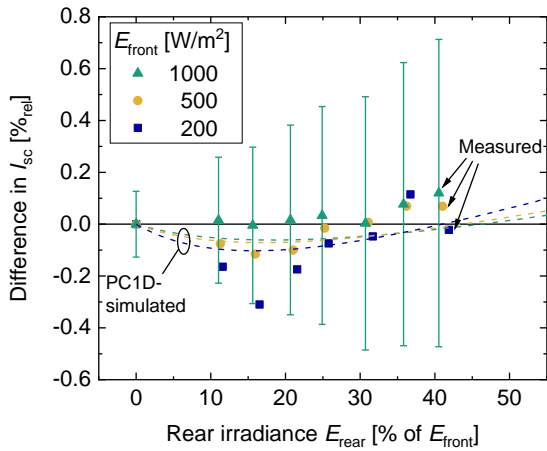 0.8
0.6
0.4
0.2
0.0
-0.2
-0.4
-0.6
Difference in Isc [%rel]
Efront [W/m²]
1000
500
200
Measured
PC1D-
simulated
0 10 20 30 40 50
Rear irradiance Erear [% of Efront]